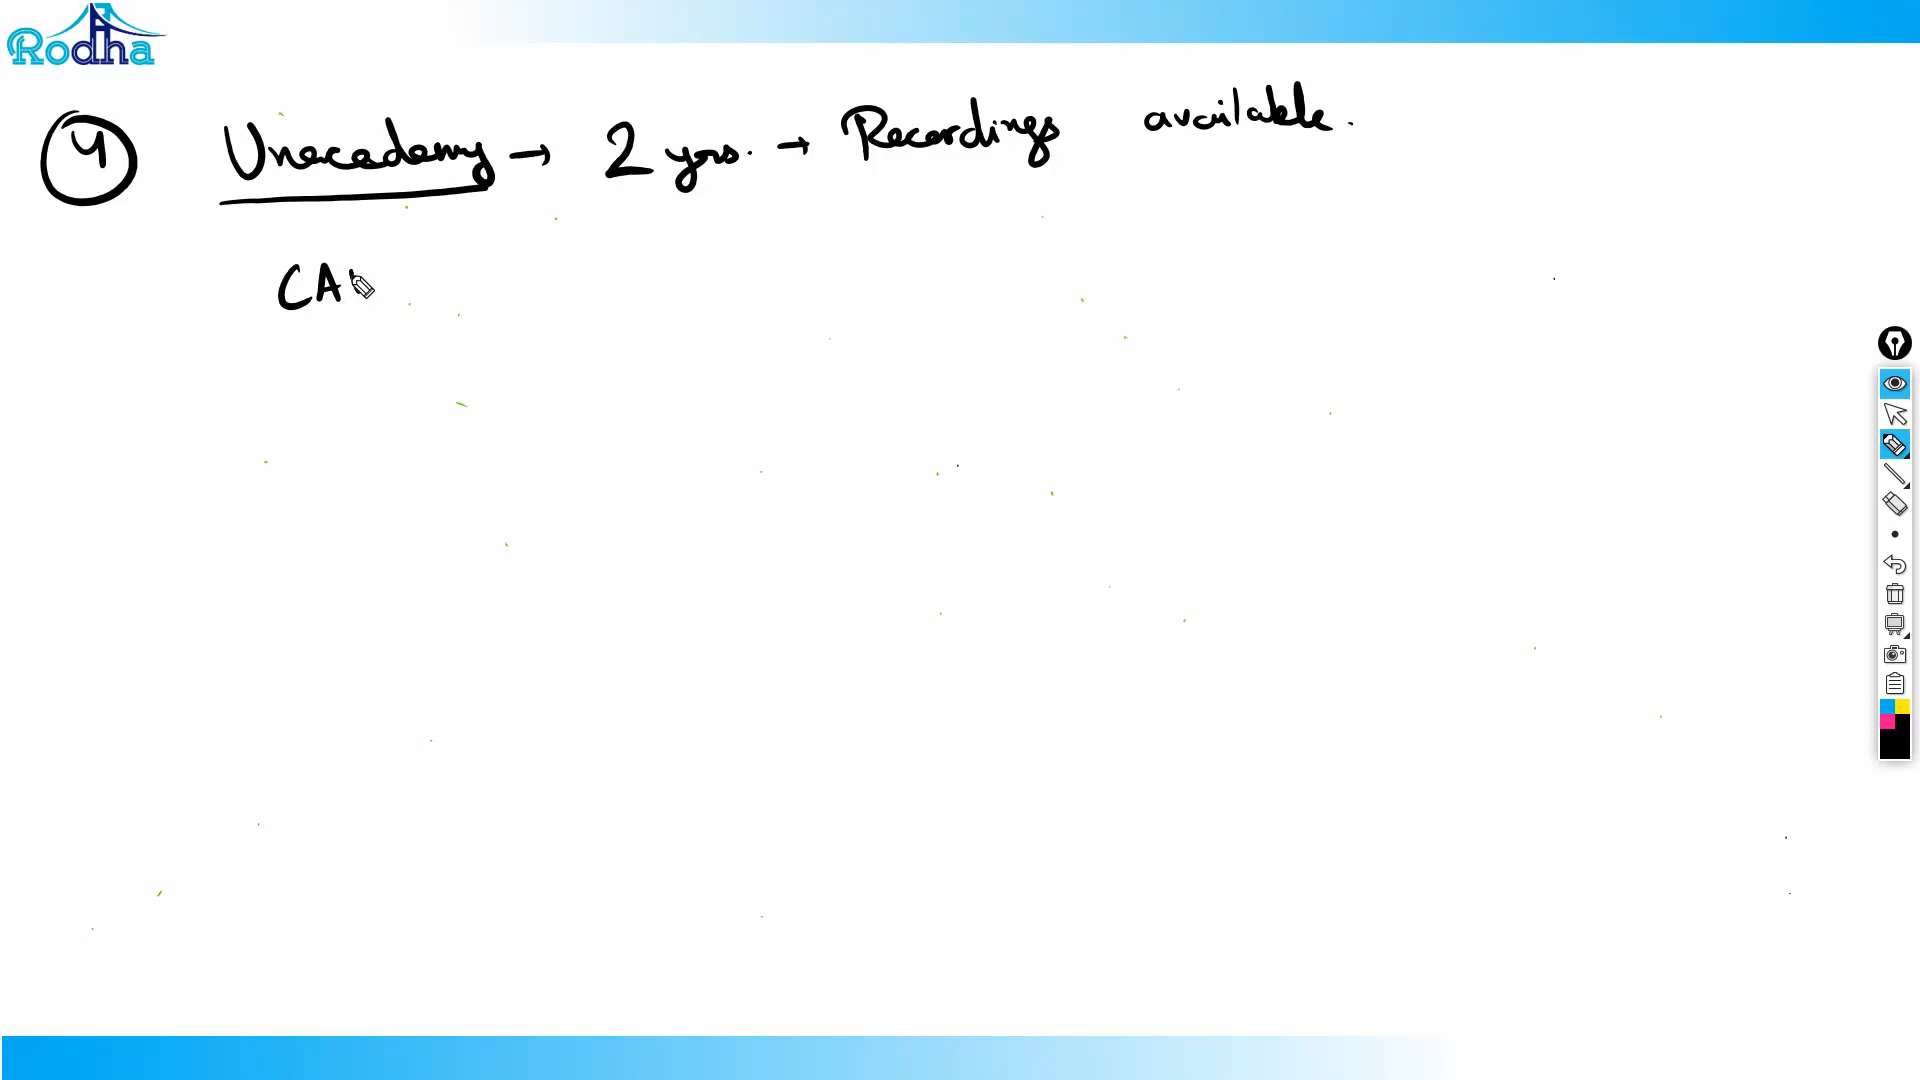 Rodha
4 Unacademy → 2 yrs. → Recordings available.
CA